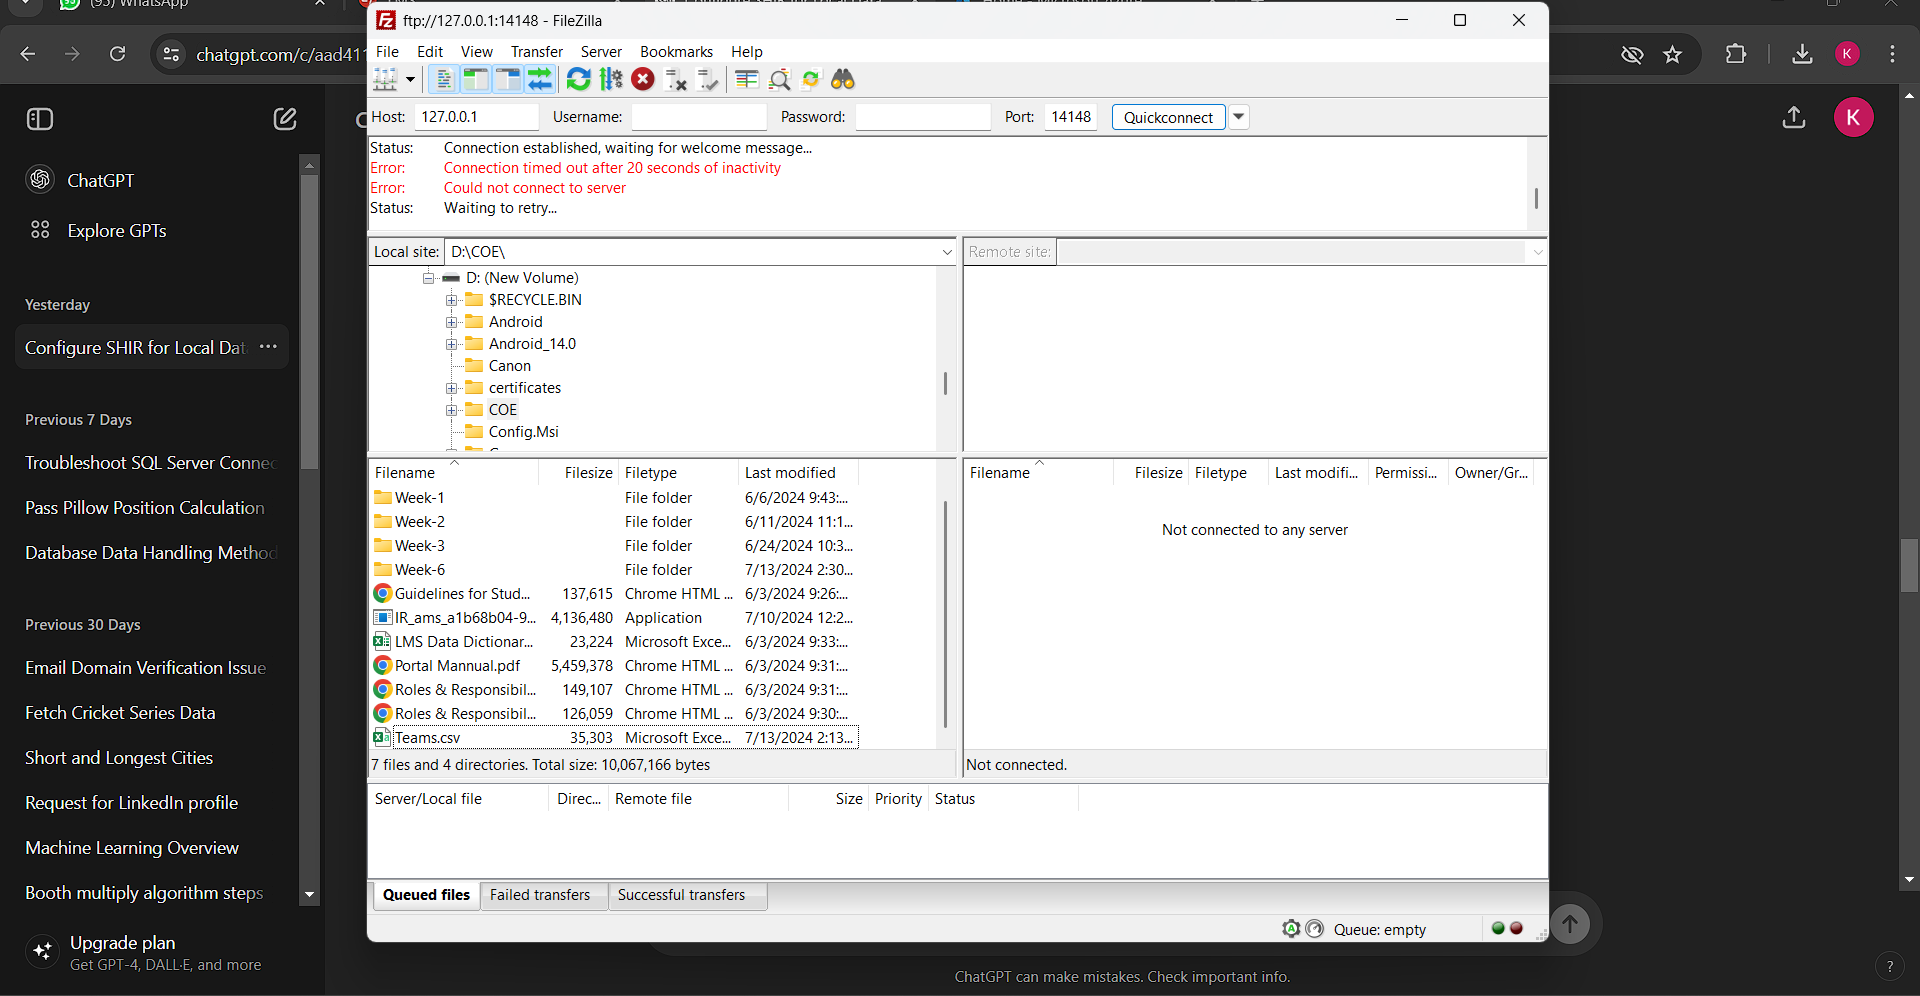 (95) WhatsApp
ftp://127.0.0.1:14148 - FileZilla
chatgpt.com/c/aad411
K
File Edit View Transfer Server Bookmarks Help
Host: 127.0.0.1 Username: Password: Port: 14148 Quickconnect
K
Status: Connection established, waiting for welcome message...
Error: Connection timed out after 20 seconds of inactivity
Error: Could not connect to server
Status: Waiting to retry...
ChatGPT
Explore GPTs
Yesterday
Configure SHIR for Local Dat ...
Previous 7 Days
Troubleshoot SQL Server Connec
Pass Pillow Position Calculation
Database Data Handling Method
Previous 30 Days
Email Domain Verification Issue
Fetch Cricket Series Data
Short and Longest Cities
Request for LinkedIn profile
Machine Learning Overview
Booth multiply algorithm steps
Upgrade plan
Get GPT-4, DALL·E, and more
Local site: D:\COE\
D: (New Volume)
$RECYCLE.BIN
Android
Android_14.0
Canon
certificates
COE
Config.Msi
Remote site:
Filename Filesize Filetype Last modified
Week-1 File folder 6/6/2024 9:43:...
Week-2 File folder 6/11/2024 11:1...
Week-3 File folder 6/24/2024 10:3...
Week-6 File folder 7/13/2024 2:30...
Guidelines for Stud... 137,615 Chrome HTML ... 6/3/2024 9:26:...
IR_ams_a1b68b04-9... 4,136,480 Application 7/10/2024 12:2...
LMS Data Dictionar... 23,224 Microsoft Exce... 6/3/2024 9:33:...
Portal Mannual.pdf 5,459,378 Chrome HTML ... 6/3/2024 9:31:...
Roles & Responsibil... 149,107 Chrome HTML ... 6/3/2024 9:31:...
Roles & Responsibil... 126,059 Chrome HTML ... 6/3/2024 9:30:...
Teams.csv 35,303 Microsoft Exce... 7/13/2024 2:13...
7 files and 4 directories. Total size: 10,067,166 bytes
Filename Filesize Filetype Last modifi... Permissi... Owner/Gr...
Not connected to any server
Not connected.
Server/Local file Direc... Remote file Size Priority Status
Queued files Failed transfers Successful transfers
Queue: empty
ChatGPT can make mistakes. Check important info.
?